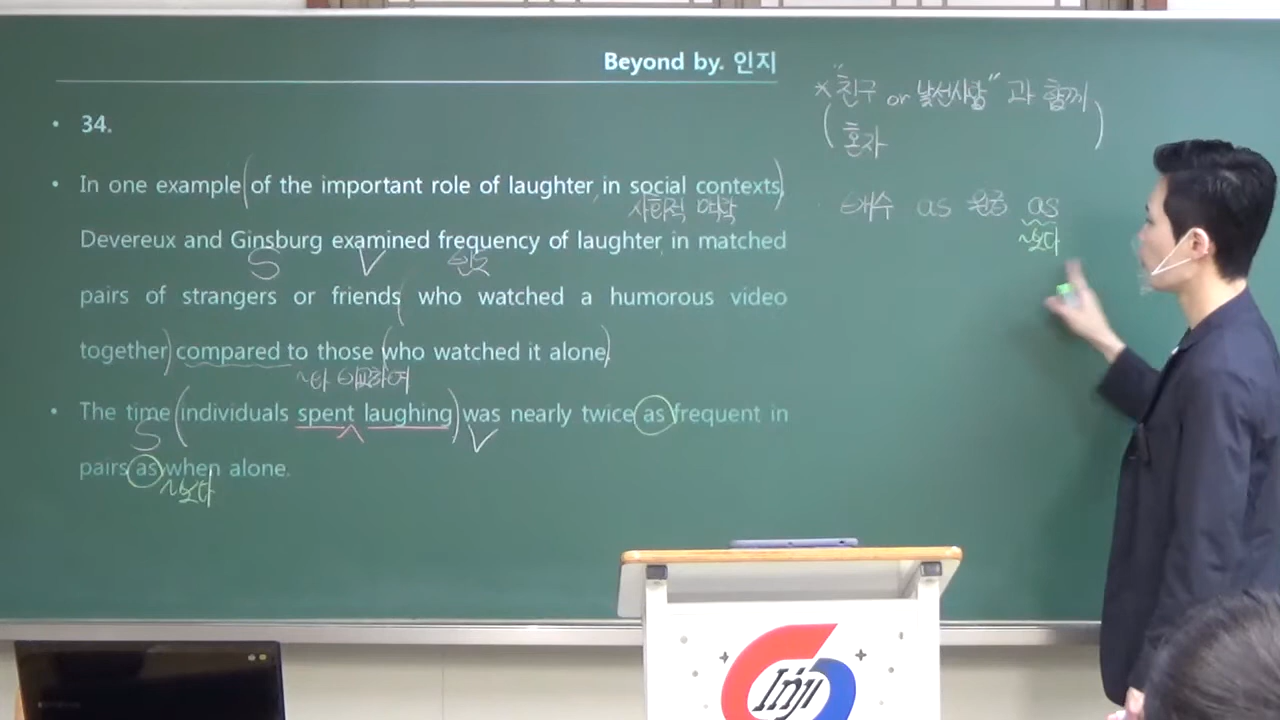 Beyond by. 인지
• 34.
• In one example of the important role of laughter in social contexts,
사회적 맥락
Devereux and Ginsburg examined frequency of laughter in matched
S V 빈도
pairs of strangers or friends who watched a humorous video
together compared to those who watched it alone.
~와 비교하여
• The time individuals spent laughing was nearly twice as frequent in
S V
pairs as when alone.
~보다
* "친구 or 낯선사람" 과 함께
혼자
배수 as 원급 as
~보다
Inji